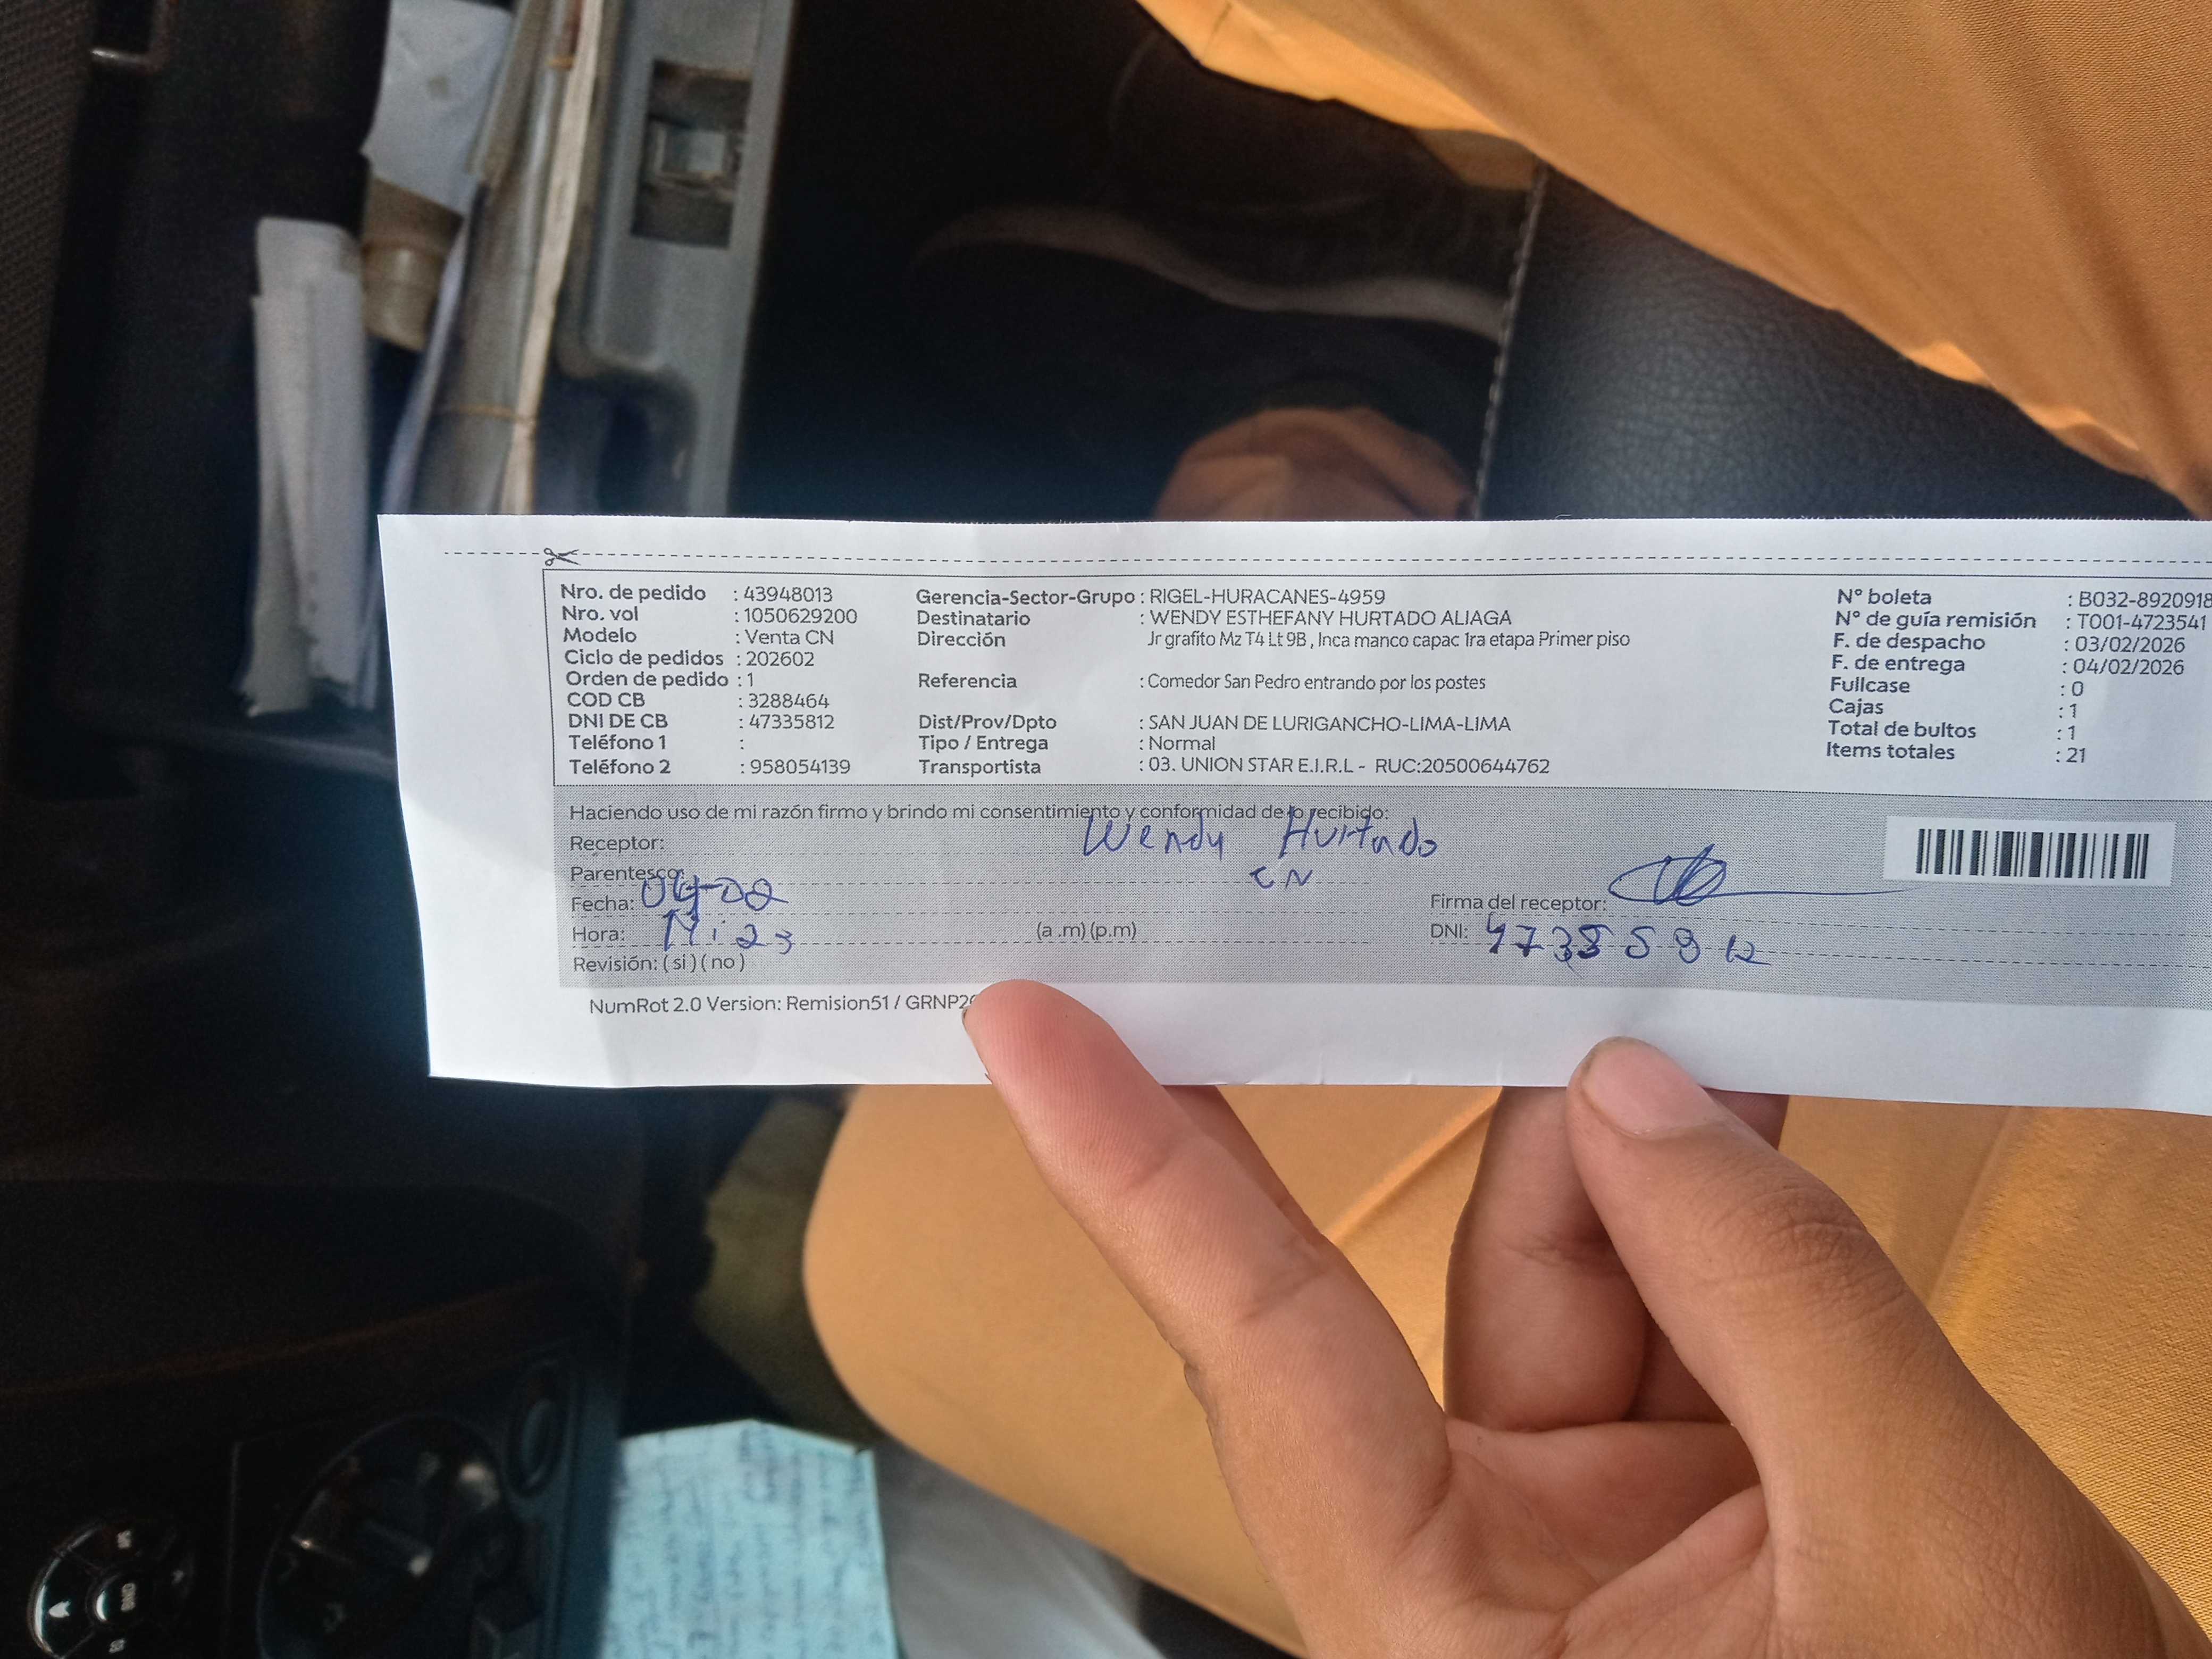 Nro. de pedido : 43948013
Nro. vol : 1050629200
Modelo : Venta CN
Ciclo de pedidos : 202602
Orden de pedido : 1
COD CB : 3288464
DNI DE CB : 47335812
Teléfono 1 :
Teléfono 2 : 958054139
Gerencia-Sector-Grupo : RIGEL-HURACANES-4959
Destinatario : WENDY ESTHEFANY HURTADO ALIAGA
Dirección Jr grafito Mz T4 Lt 9B , Inca manco capac 1ra etapa Primer piso
Referencia : Comedor San Pedro entrando por los postes
Dist/Prov/Dpto : SAN JUAN DE LURIGANCHO-LIMA-LIMA
Tipo / Entrega : Normal
Transportista : 03. UNION STAR E.I.R.L - RUC:20500644762
N° boleta : B032-8920918
N° de guía remisión : T001-4723541
F. de despacho : 03/02/2026
F. de entrega : 04/02/2026
Fullcase : 0
Cajas : 1
Total de bultos : 1
Items totales : 21
Haciendo uso de mi razón firmo y brindo mi consentimiento y conformidad de lo recibido:
Receptor: Wendy Hurtado
Parentesco: CN
Fecha: 04-02
Hora: (a .m) (p.m)
Revisión: ( si ) ( no )
Firma del receptor:
DNI:
NumRot 2.0 Version: Remision51 / GRNP2